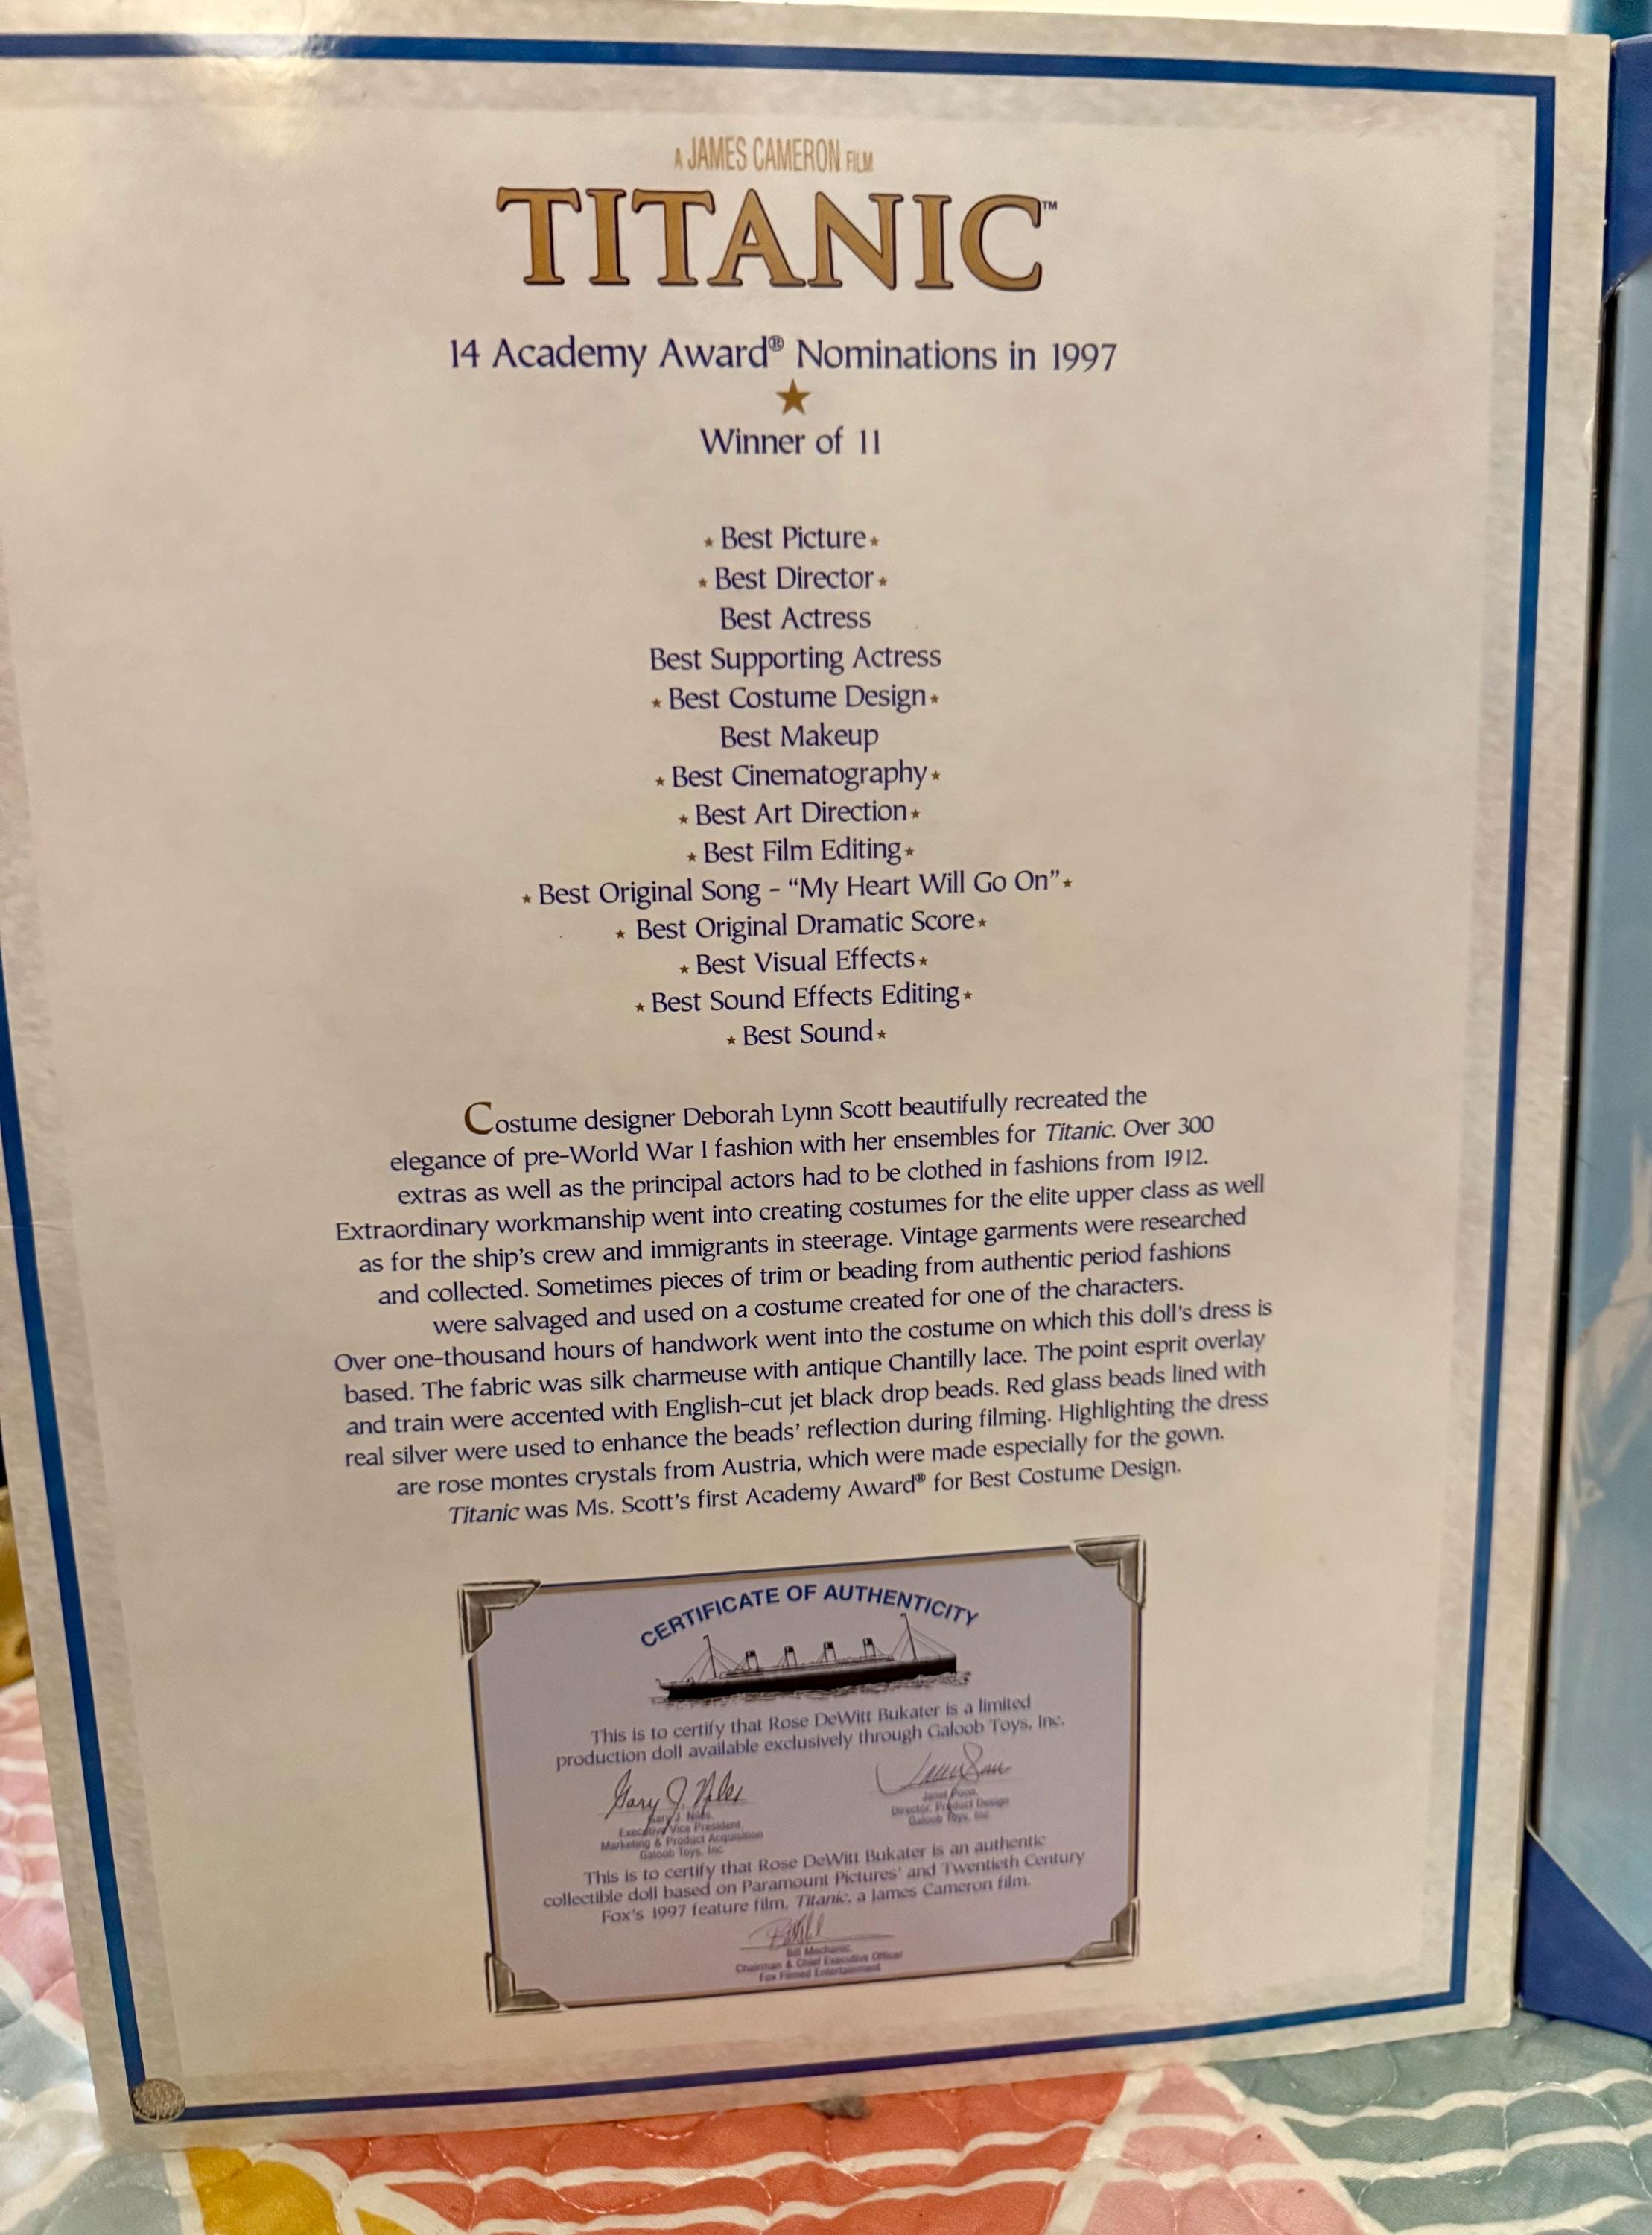 A JAMES CAMERON FILM
TITANIC™
14 Academy Award® Nominations in 1997
★
Winner of 11
★ Best Picture ★
★ Best Director ★
Best Actress
Best Supporting Actress
★ Best Costume Design ★
Best Makeup
★ Best Cinematography ★
★ Best Art Direction ★
★ Best Film Editing ★
★ Best Original Song – “My Heart Will Go On” ★
★ Best Original Dramatic Score ★
★ Best Visual Effects ★
★ Best Sound Effects Editing ★
★ Best Sound ★
Costume designer Deborah Lynn Scott beautifully recreated the
elegance of pre–World War I fashion with her ensembles for Titanic. Over 300
extras as well as the principal actors had to be clothed in fashions from 1912.
Extraordinary workmanship went into creating costumes for the elite upper class as well
as for the ship’s crew and immigrants in steerage. Vintage garments were researched
and collected. Sometimes pieces of trim or beading from authentic period fashions
were salvaged and used on a costume created for one of the characters.
Over one–thousand hours of handwork went into the costume on which this doll’s dress is
based. The fabric was silk charmeuse with antique Chantilly lace. The point esprit overlay
and train were accented with English–cut jet black drop beads. Red glass beads lined with
real silver were used to enhance the beads’ reflection during filming. Highlighting the dress
are rose montes crystals from Austria, which were made especially for the gown.
Titanic was Ms. Scott’s first Academy Award® for Best Costume Design.
CERTIFICATE OF AUTHENTICITY
This is to certify that Rose DeWitt Bukater is a limited
production doll available exclusively through Galoob Toys, Inc.
Gary J. Niles
Gary J. Niles,
Executive Vice President,
Marketing & Product Acquisition
Galoob Toys, Inc.
Janet Poon,
Director, Product Design
Galoob Toys, Inc.
This is to certify that Rose DeWitt Bukater is an authentic
collectible doll based on Paramount Pictures’ and Twentieth Century
Fox’s 1997 feature film, Titanic, a James Cameron film.
Bill Mechanic,
Chairman & Chief Executive Officer
Fox Filmed Entertainment